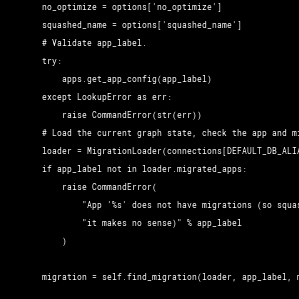 no_optimize = options['no_optimize']
squashed_name = options['squashed_name']
# Validate app_label.
try:
apps.get_app_config(app_label)
except LookupError as err:
raise CommandError(str(err))
# Load the current graph state, check the app and
loader = MigrationLoader(connections[DEFAULT_DB_ALIA
if app_label not in loader.migrated_apps:
raise CommandError(
"App '%s' does not have migrations (so squas
"it makes no sense)" % app_label
)
migration = self.find_migration(loader, app_label,